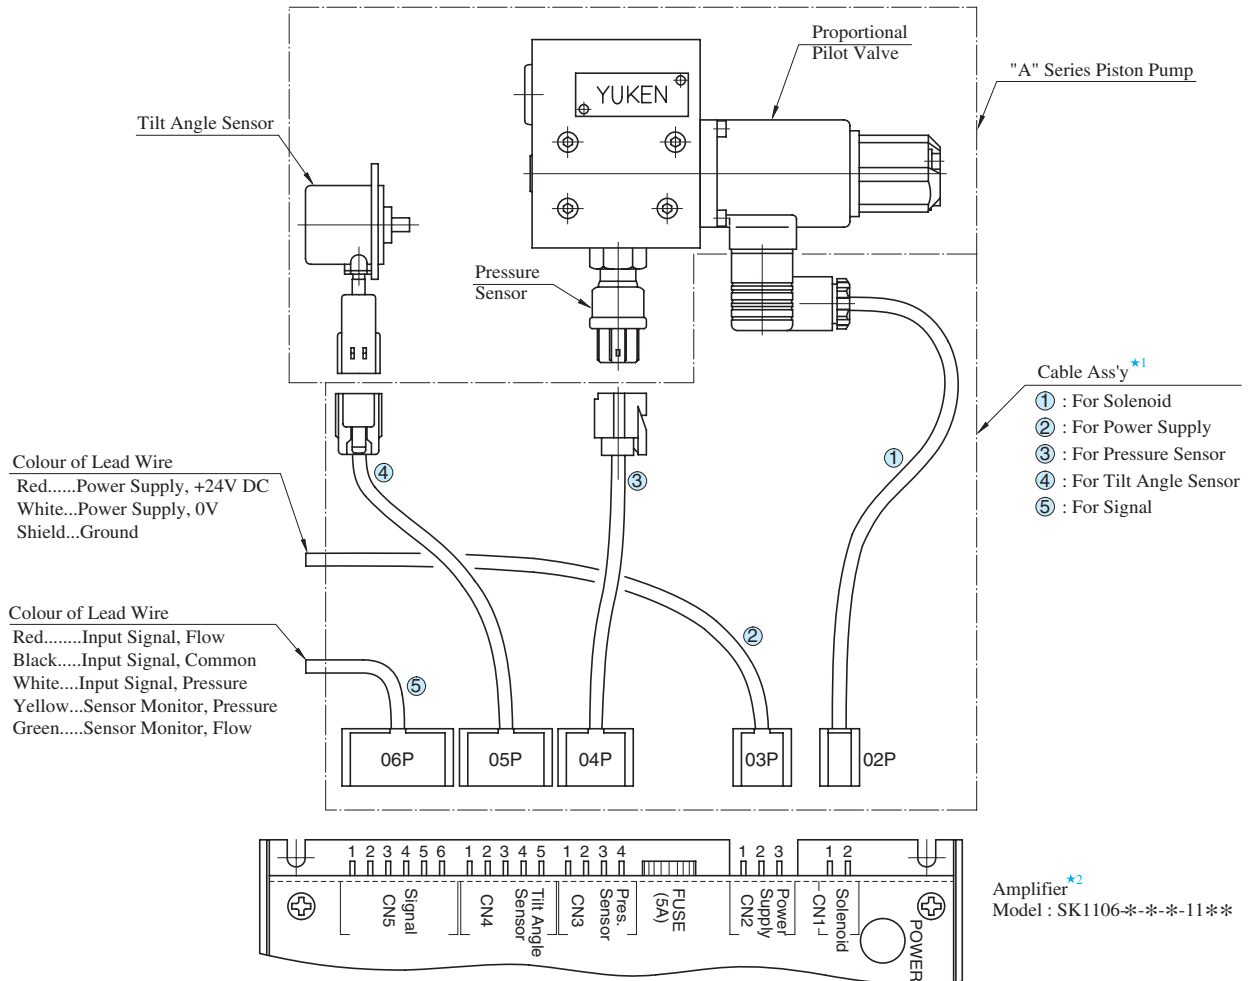 Proportional
Pilot Valve
"A" Series Piston Pump
YUKEN
Tilt Angle Sensor
Pressure
Sensor
Cable Ass'y ★1
① : For Solenoid
② : For Power Supply
③ : For Pressure Sensor
④ : For Tilt Angle Sensor
⑤ : For Signal
①
④
③
Colour of Lead Wire
Red......Power Supply, +24V DC
White...Power Supply, 0V
Shield...Ground
②
Colour of Lead Wire
Red........Input Signal, Flow
Black.....Input Signal, Common
White....Input Signal, Pressure
Yellow...Sensor Monitor, Pressure
Green.....Sensor Monitor, Flow
⑤
06P 05P 04P 03P 02P
1 2 3 4 5 6 1 2 3 4 5 1 2 3 4 1 2 3 1 2
Signal
CN5
Tilt Angle
Sensor
CN4
Pres.
Sensor
CN3
FUSE
(5A)
Power
Supply
CN2
Solenoid
CN1
POWER
Amplifier ★2
Model : SK1106-*-*-*-11**